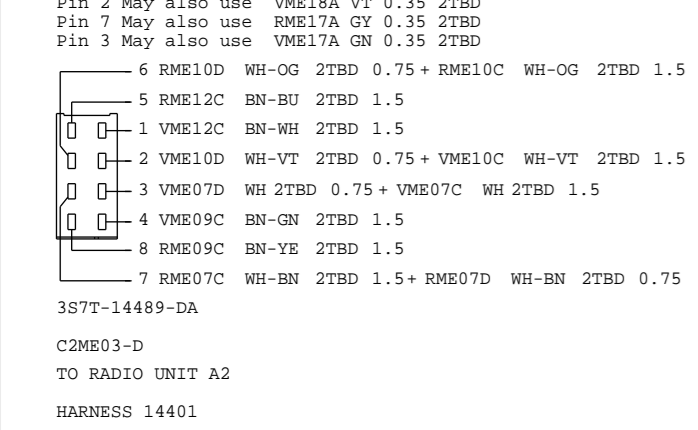 Pin 2 May also use VME18A VT 0.35 2TBD
Pin 7 May also use RME17A GY 0.35 2TBD
Pin 3 May also use VME17A GN 0.35 2TBD
6 RME10D WH-OG 2TBD 0.75 + RME10C WH-OG 2TBD 1.5
5 RME12C BN-BU 2TBD 1.5
1 VME12C BN-WH 2TBD 1.5
2 VME10D WH-VT 2TBD 0.75 + VME10C WH-VT 2TBD 1.5
3 VME07D WH 2TBD 0.75 + VME07C WH 2TBD 1.5
4 VME09C BN-GN 2TBD 1.5
8 RME09C BN-YE 2TBD 1.5
7 RME07C WH-BN 2TBD 1.5+ RME07D WH-BN 2TBD 0.75
3S7T-14489-DA
C2ME03-D
TO RADIO UNIT A2
HARNESS 14401